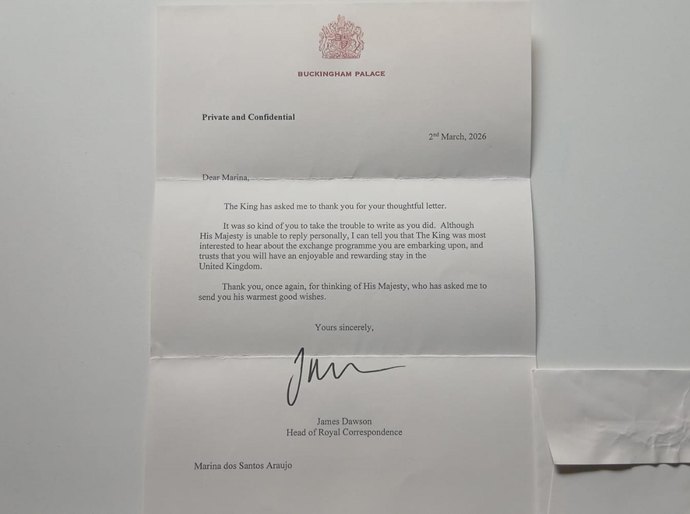 BUCKINGHAM PALACE
Private and Confidential
2nd March, 2026
Dear Marina,
The King has asked me to thank you for your thoughtful letter.
It was so kind of you to take the trouble to write as you did. Although
His Majesty is unable to reply personally, I can tell you that The King was most
interested to hear about the exchange programme you are embarking upon, and
trusts that you will have an enjoyable and rewarding stay in the
United Kingdom.
Thank you, once again, for thinking of His Majesty, who has asked me to
send you his warmest good wishes.
Yours sincerely,
James Dawson
Head of Royal Correspondence
Marina dos Santos Araujo